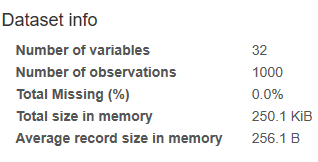 Dataset info
Number of variables 32
Number of observations 1000
Total Missing (%) 0.0%
Total size in memory 250.1 KiB
Average record size in memory 256.1 B